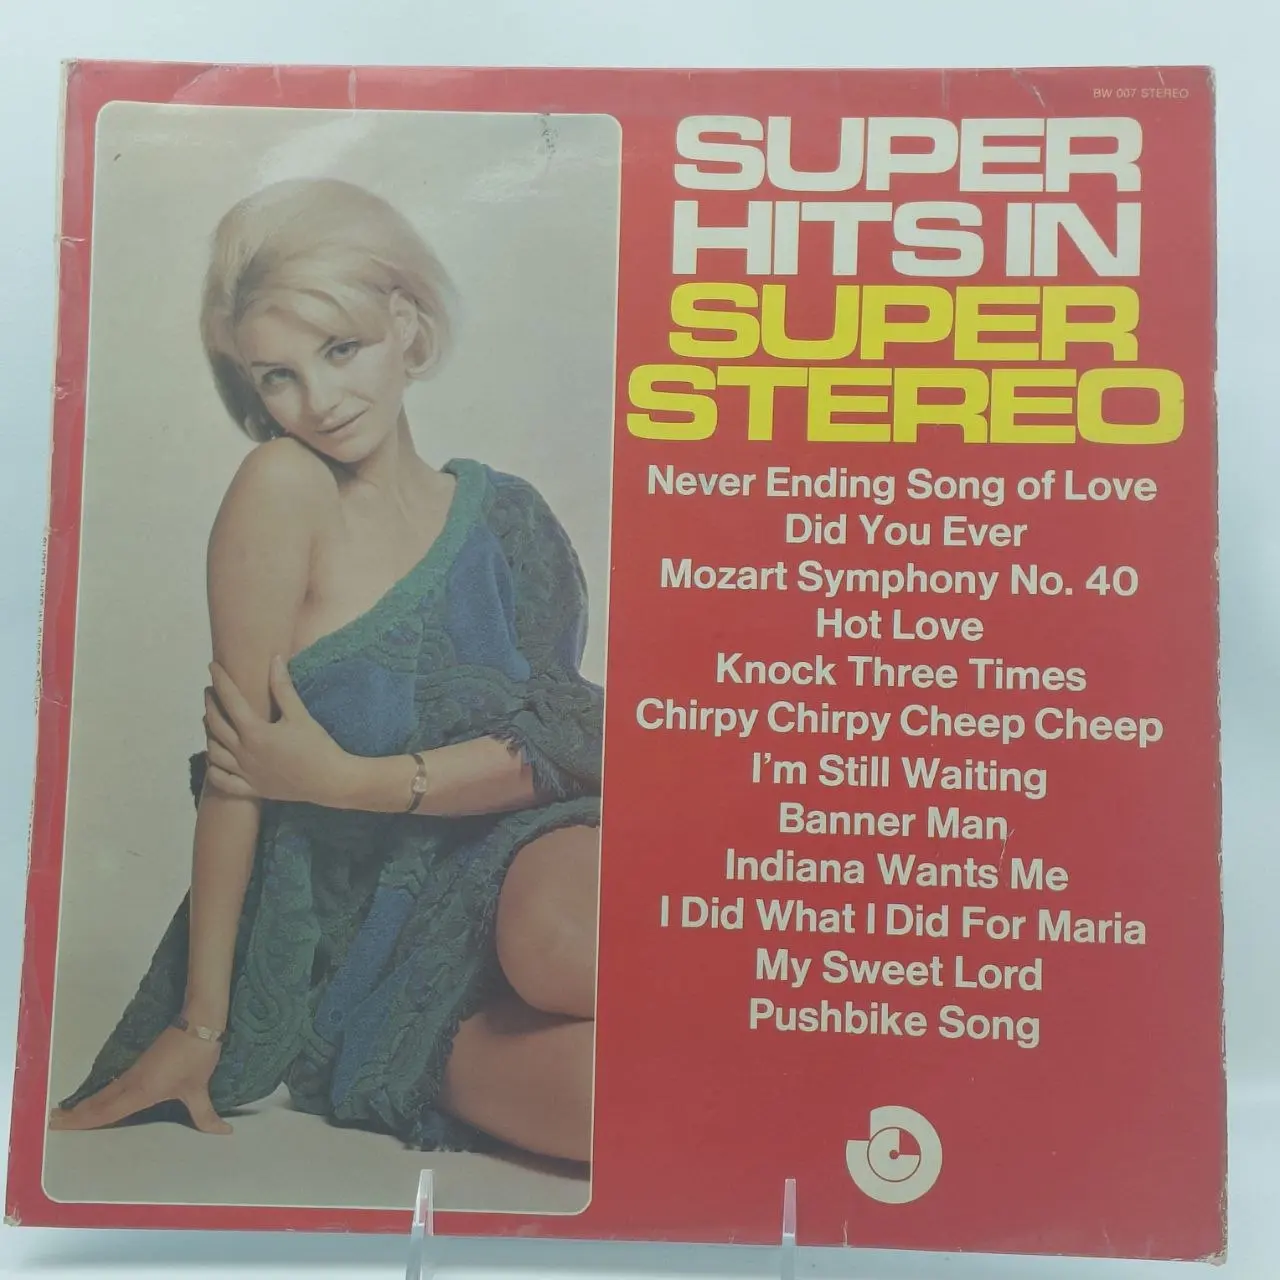 BW 007 STEREO
SUPER
HITS IN
SUPER
STEREO
Never Ending Song of Love
Did You Ever
Mozart Symphony No. 40
Hot Love
Knock Three Times
Chirpy Chirpy Cheep Cheep
I'm Still Waiting
Banner Man
Indiana Wants Me
I Did What I Did For Maria
My Sweet Lord
Pushbike Song